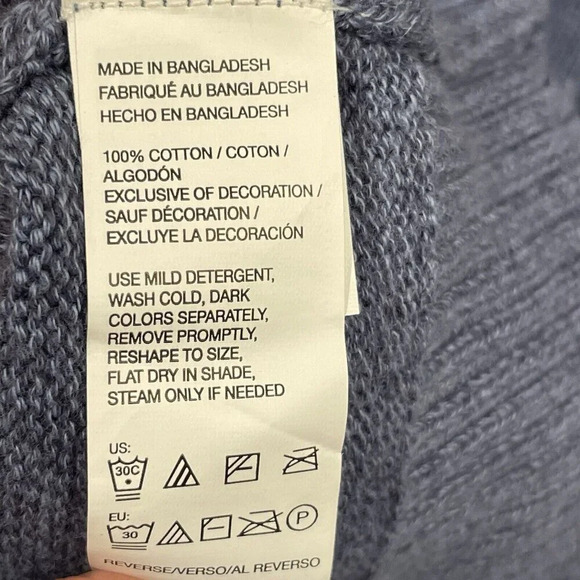 MADE IN BANGLADESH
FABRIQUÉ AU BANGLADESH
HECHO EN BANGLADESH
100% COTTON / COTON /
ALGODÓN
EXCLUSIVE OF DECORATION /
SAUF DÉCORATION /
EXCLUYE LA DECORACIÓN
USE MILD DETERGENT,
WASH COLD, DARK
COLORS SEPARATELY,
REMOVE PROMPTLY,
RESHAPE TO SIZE,
FLAT DRY IN SHADE,
STEAM ONLY IF NEEDED
US:
30C
EU:
30 P
REVERSE/VERSO/AL REVERSO